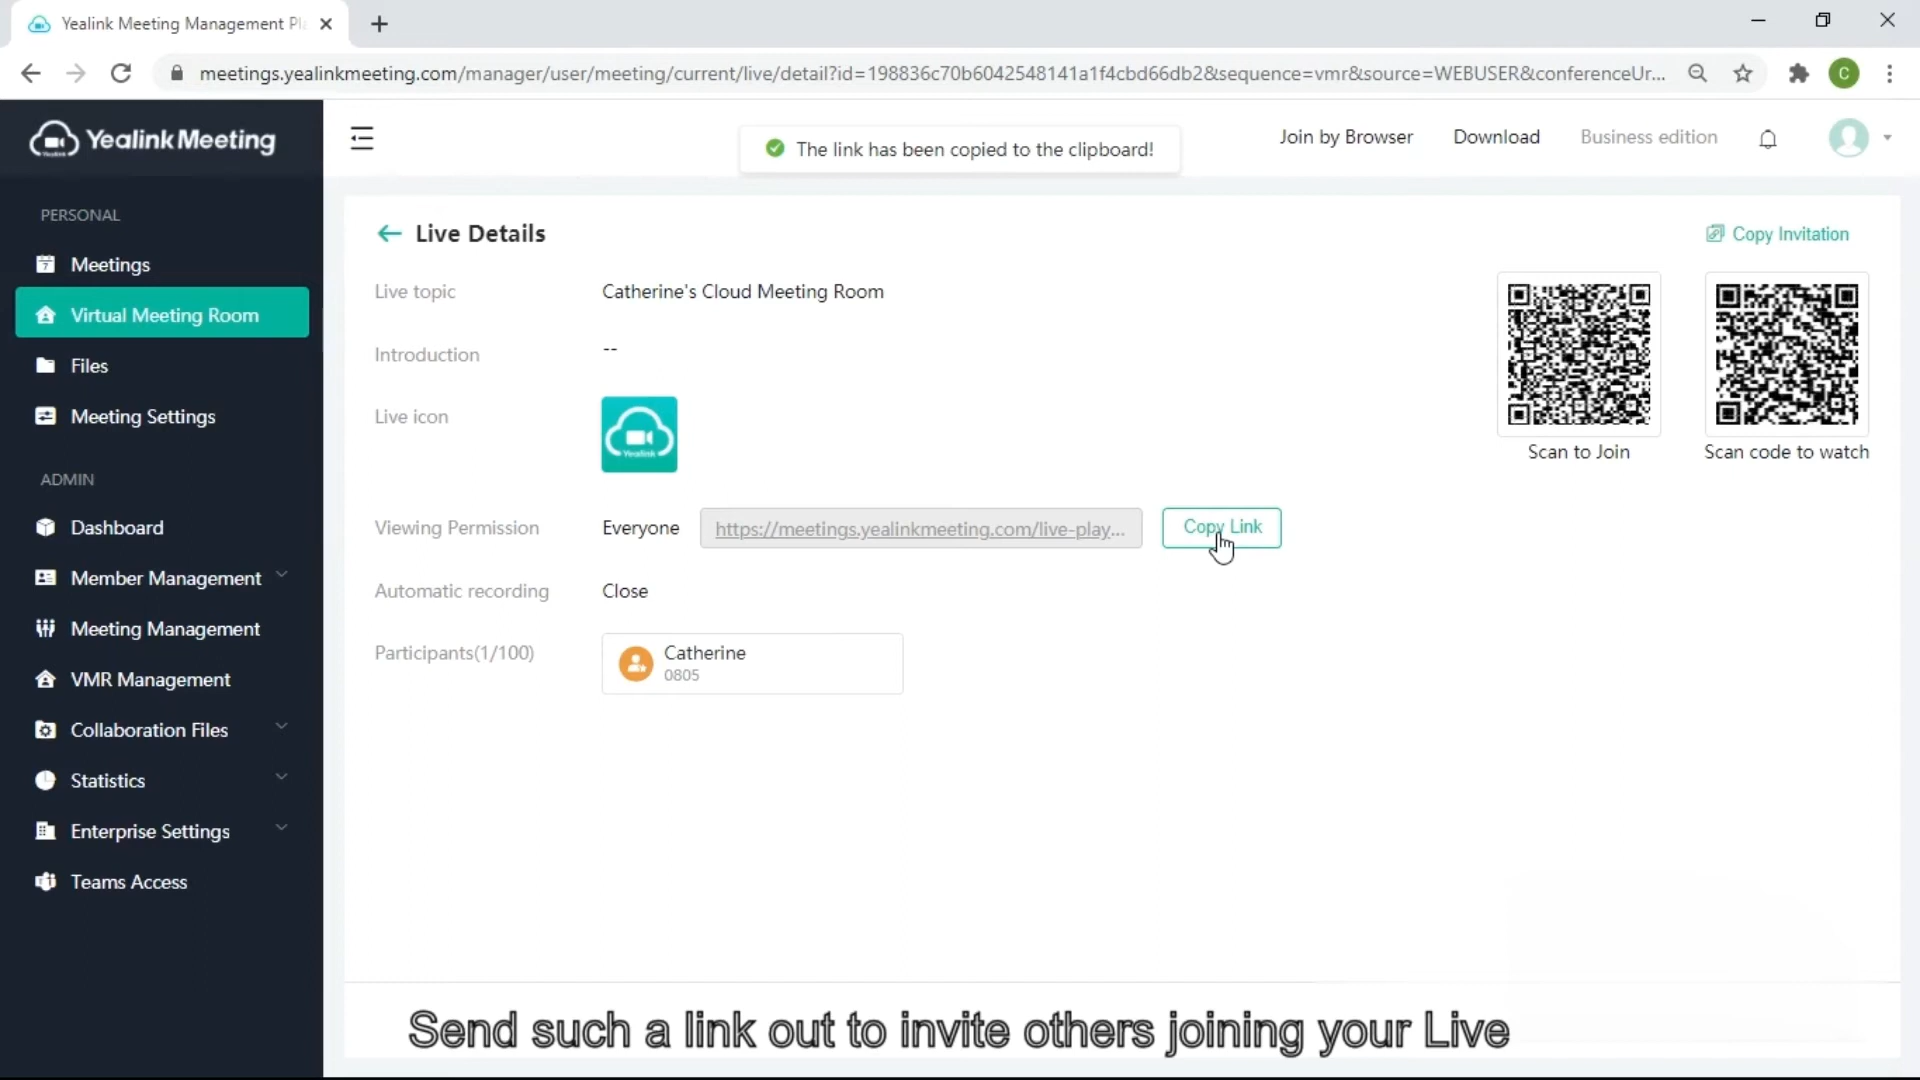 Yealink Meeting Management Pla
meetings.yealinkmeeting.com/manager/user/meeting/current/live/detail?id=198836c70b6042548141a1f4cbd66db2&sequence=vmr&source=WEBUSER&conferenceUr...
C
Yealink Meeting
The link has been copied to the clipboard!
Join by Browser
Download
Business edition
PERSONAL
Meetings
Virtual Meeting Room
Files
Meeting Settings
ADMIN
Dashboard
Member Management
Meeting Management
VMR Management
Collaboration Files
Statistics
Enterprise Settings
Teams Access
Live Details
Copy Invitation
Live topic
Catherine's Cloud Meeting Room
Introduction
--
Live icon
Yealink
Scan to Join
Scan code to watch
Viewing Permission
Everyone
https://meetings.yealinkmeeting.com/live-play...
Copy Link
Automatic recording
Close
Participants(1/100)
Catherine
0805
Send such a link out to invite others joining your Live